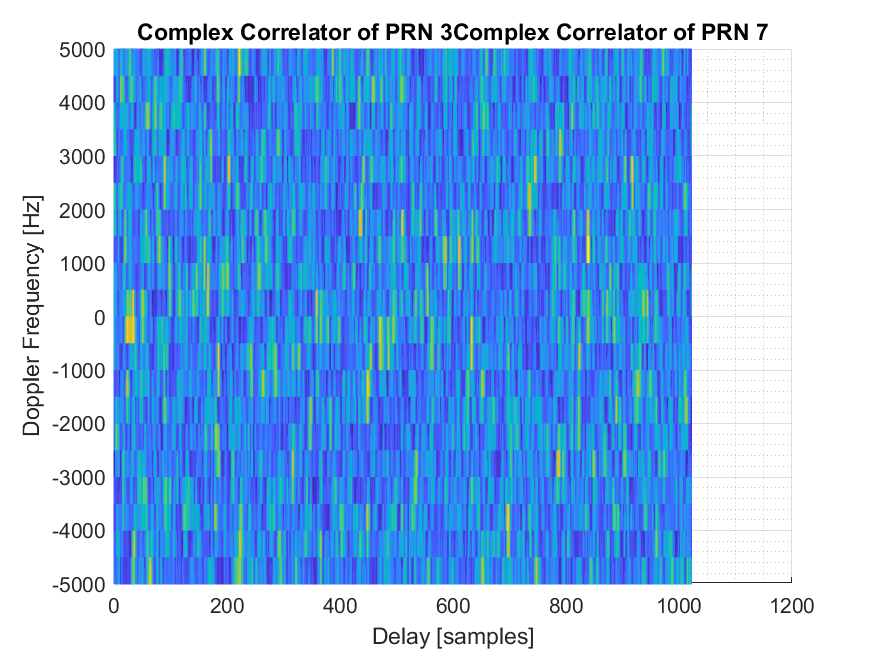 Complex Correlator of PRN 3Complex Correlator of PRN 7
5000
4000
3000
2000
1000
0
-1000
-2000
-3000
-4000
-5000
Doppler Frequency [Hz]
0 200 400 600 800 1000 1200
Delay [samples]